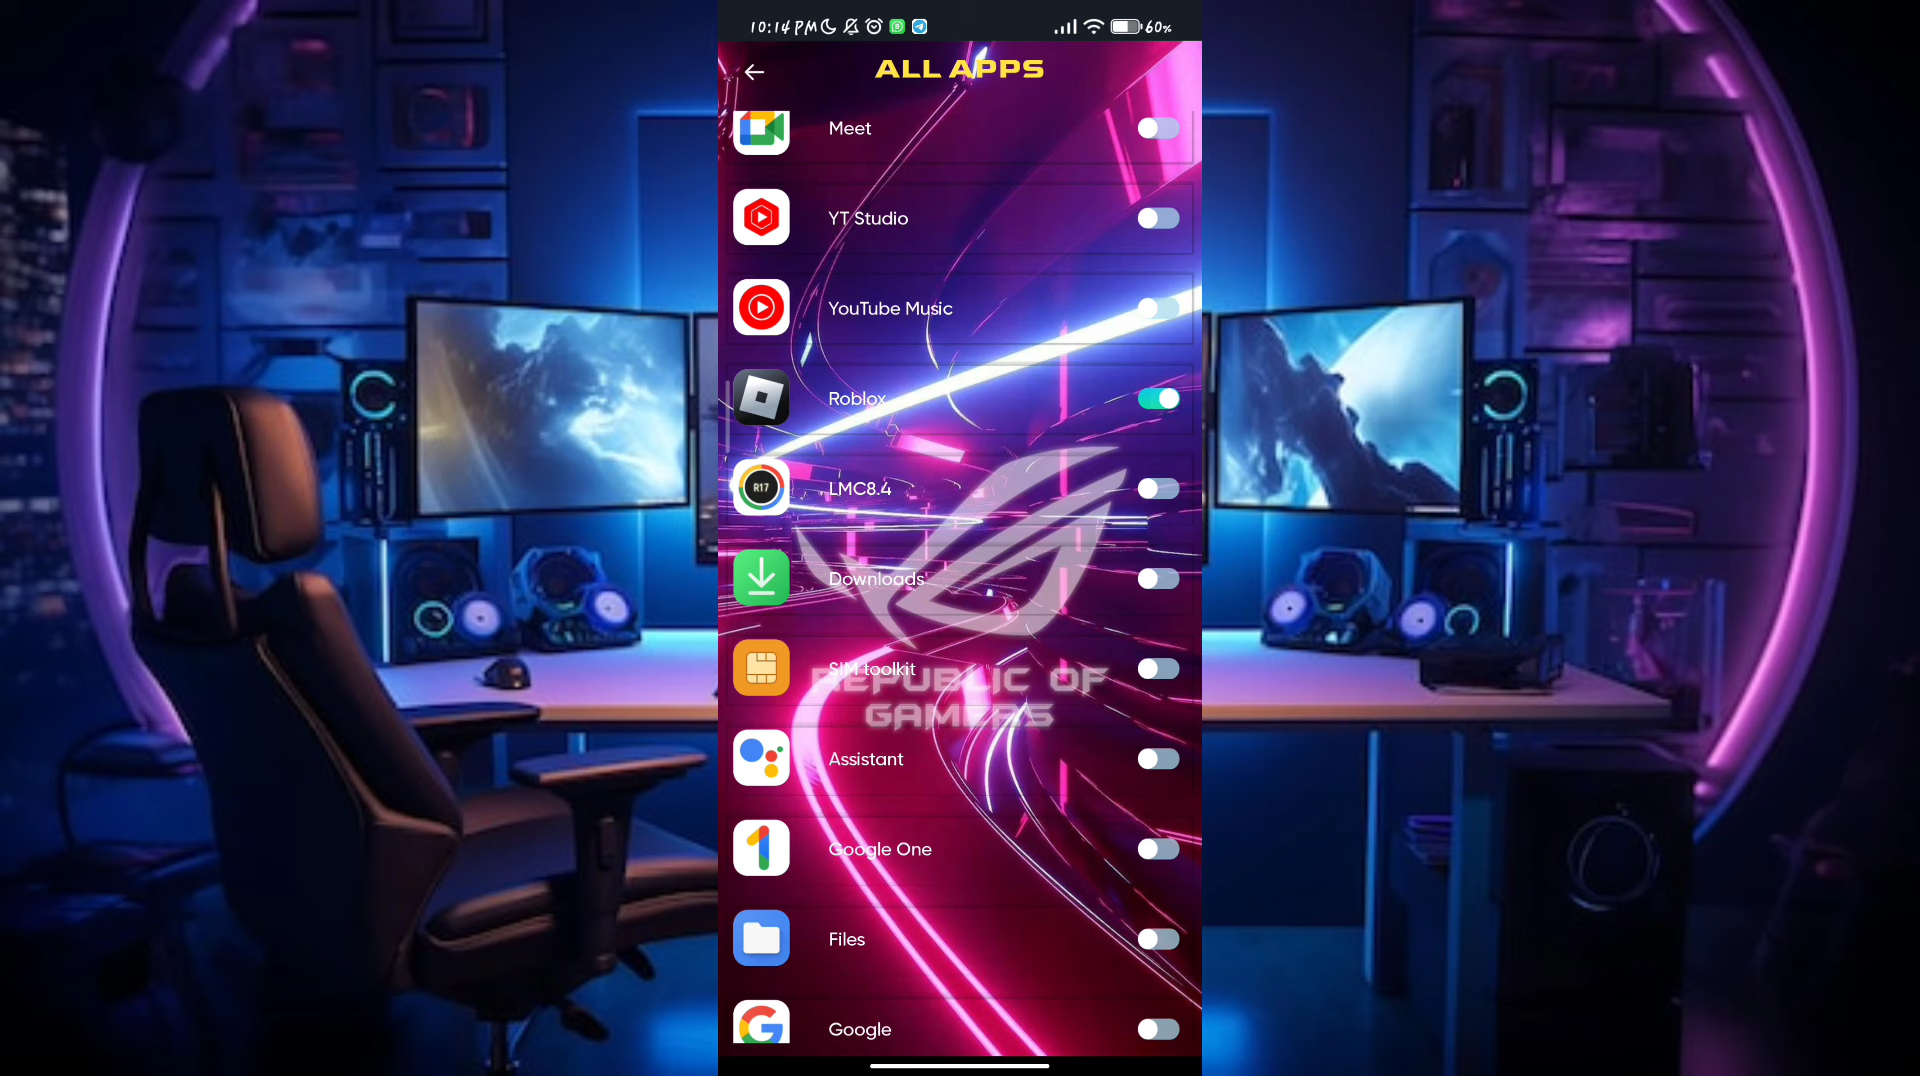 10:14 PM 60%
ALL APPS
Meet
YT Studio
YouTube Music
Roblox
R17
LMC8.4
Downloads
SIM toolkit
REPUBLIC OF
GAMERS
Assistant
Google One
Files
Google